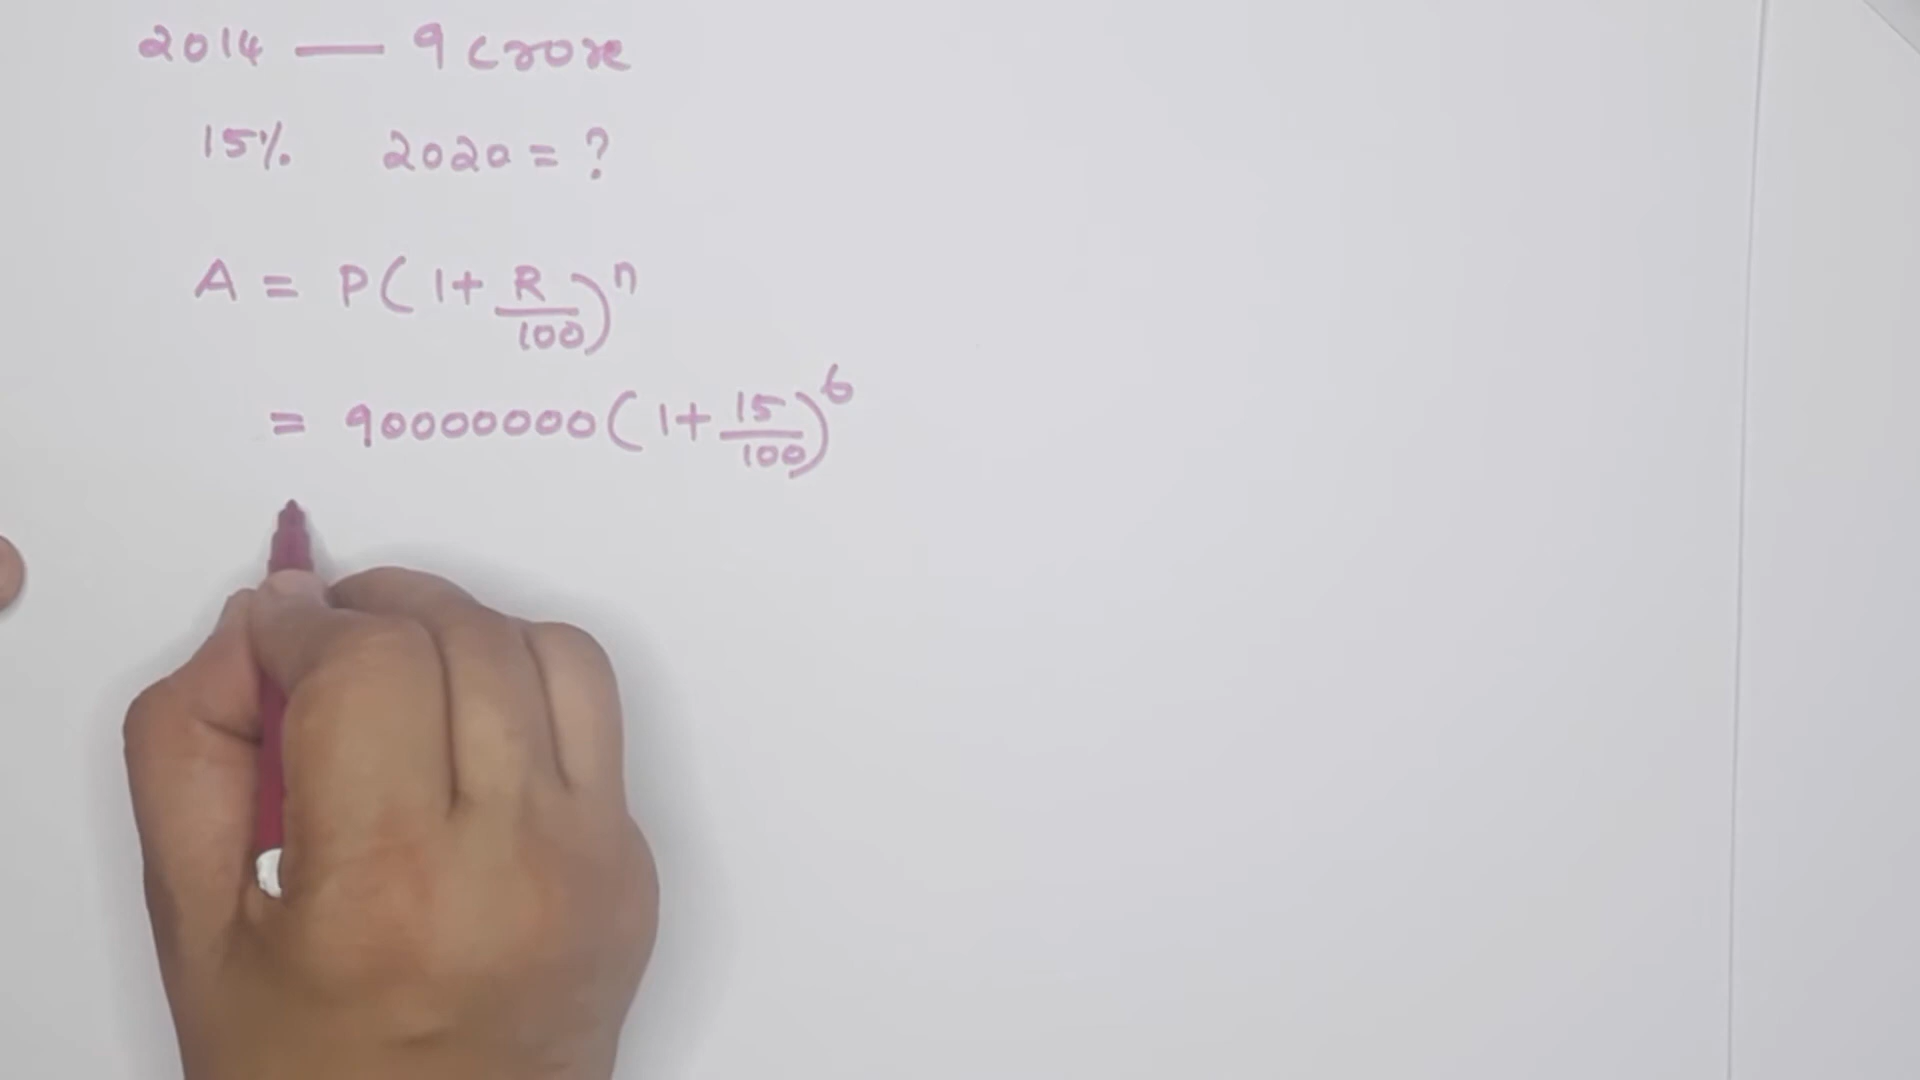 2014 — 9 crore
15% 2020 = ?
A = P(1+R/100)^n
= 90000000(1+15/100)^6